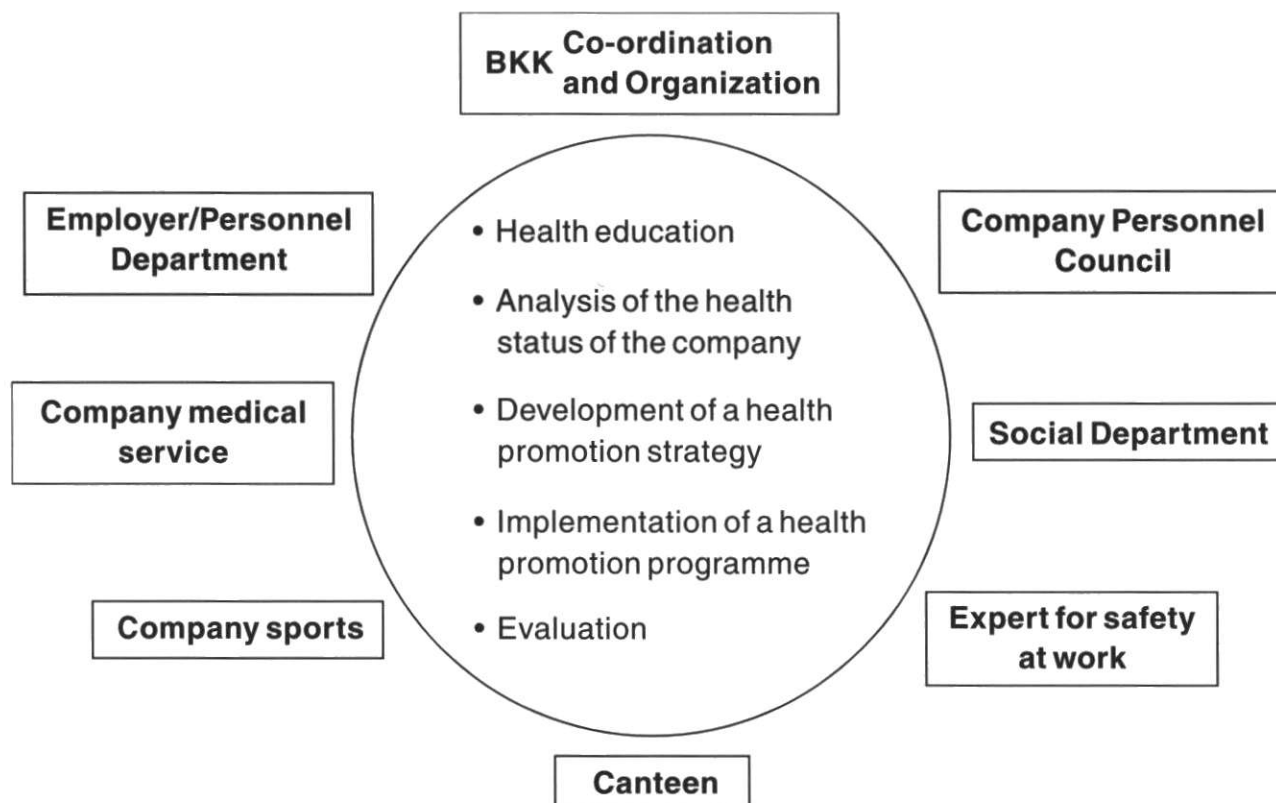 BKK Co-ordination
and Organization
Employer/Personnel
Department
Company Personnel
Council
Company medical
service
Social Department
Company sports
Expert for safety
at work
Canteen
• Health education
• Analysis of the health
status of the company
• Development of a health
promotion strategy
• Implementation of a health
promotion programme
• Evaluation